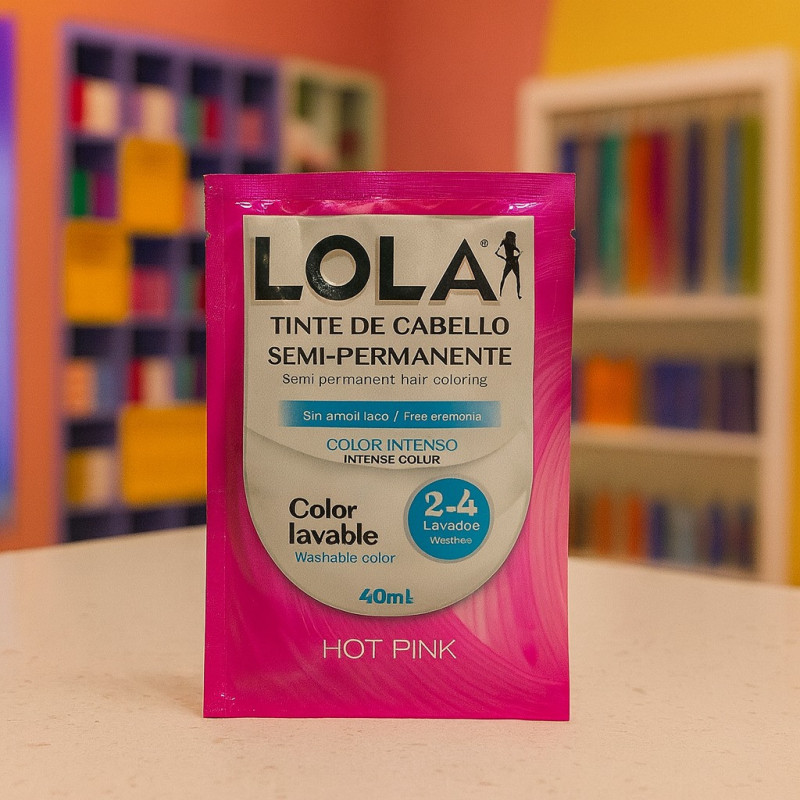 LOLA®
TINTE DE CABELLO
SEMI-PERMANENTE
Semi permanent hair coloring
Sin amoil laco / Free eremonia
COLOR INTENSO
INTENSE COLUR
Color
lavable
Washable color
2-4
Lavadoe
Westhee
40mL
HOT PINK